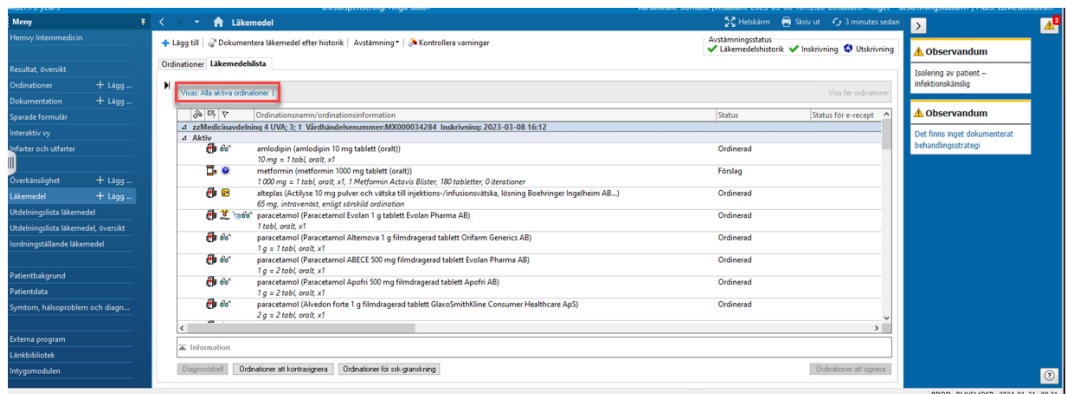 Meny
Läkemedel
Helskärm
Skriv ut
3 minutes sedan
2
Hemvy Internmedicin
Resultat, översikt
Ordinationer + Lägg ...
Dokumentation + Lägg ...
Sparade formulär
Interaktiv vy
Infarter och utfarter
Överkänslighet + Lägg ...
Läkemedel + Lägg ...
Utdelningslista läkemedel
Utdelningslista läkemedel, översikt
Iordningställande läkemedel
Patientbakgrund
Patientdata
Symtom, hälsoproblem och diagn...
Externa program
Länkbibliotek
Intygsmodulen
Lägg till
Dokumentera läkemedel efter historik
Avstämning
Kontrollera varningar
Avstämningsstatus
Läkemedelshistorik
Inskrivning
Utskrivning
Ordinationer
Läkemedelslista
Visar: Alla aktiva ordinationer
Visa fler ordinationer
Ordinationsnamn/ordinationsinformation
Status
Status för e-recept
zzMedicinavdelning 4 UVA; 3; 1 Vårdhändelsenummer:MX000034284 Inskrivning: 2023-03-08 16:12
Aktiv
amlodipin (amlodipin 10 mg tablett (oralt)) Ordinerad
10 mg = 1 tabl, oralt, x1
metformin (metformin 1000 mg tablett (oralt)) Förslag
1 000 mg = 1 tabl, oralt, x1, 1 Metformin Actavis Blister, 180 tabletter, 0 iterationer
alteplas (Actilyse 10 mg pulver och vätska till injektions-/infusionsvätska, lösning Boehringer Ingelheim AB...) Ordinerad
65 mg, intravenöst, enligt särskild ordination
paracetamol (Paracetamol Evolan 1 g tablett Evolan Pharma AB) Ordinerad
1 tabl, oralt, x1
paracetamol (Paracetamol Alternova 1 g filmdragerad tablett Orifarm Generics AB) Ordinerad
1 g = 1 tabl, oralt, x1
paracetamol (Paracetamol ABECE 500 mg filmdragerad tablett Evolan Pharma AB) Ordinerad
1 g = 2 tabl, oralt, x1
paracetamol (Paracetamol Apofri 500 mg filmdragerad tablett Apofri AB) Ordinerad
1 g = 2 tabl, oralt, x1
paracetamol (Alvedon forte 1 g filmdragerad tablett GlaxoSmithKline Consumer Healthcare ApS) Ordinerad
2 g = 2 tabl, oralt, x1
Information
Diagnostabell
Ordinationer att kontrasignera
Ordinationer för ssk-granskning
Ordinationer att signera
Observandum
Isolering av patient –
infektionskänslig
Observandum
Det finns inget dokumenterat
behandlingsstrategi